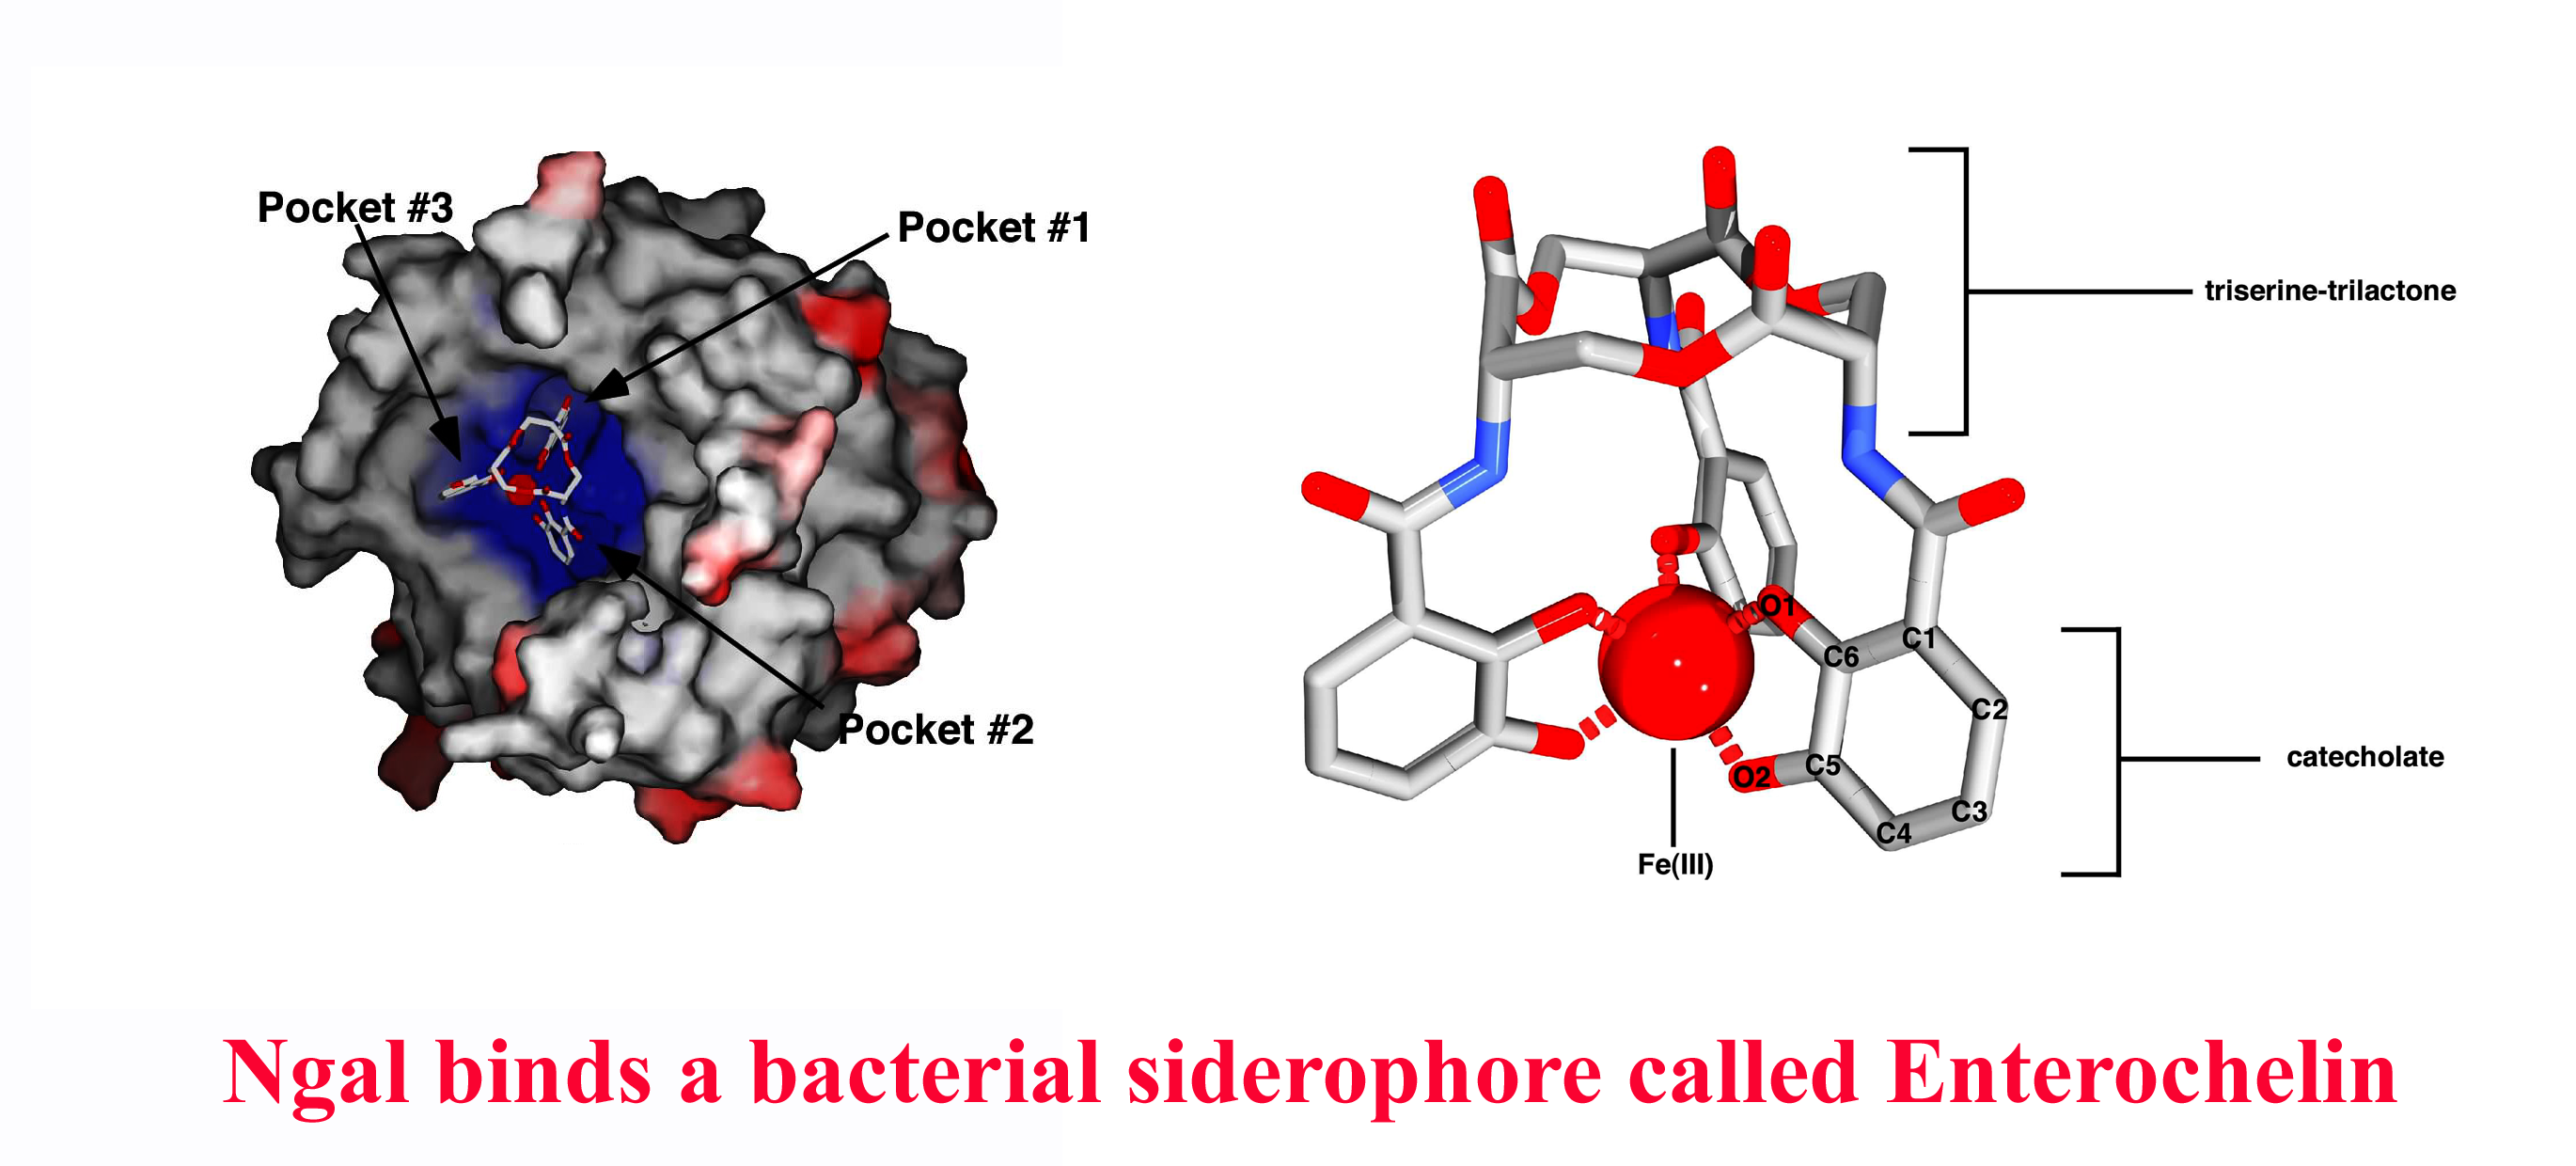 Pocket #3
Pocket #1
Pocket #2
triserine-trilactone
O1
C1
C6
C2
C5
O2
C3
C4
catecholate
Fe(III)
Ngal binds a bacterial siderophore called Enterochelin